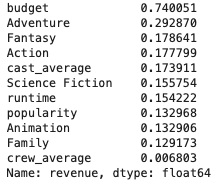 budget 0.740051
Adventure 0.292870
Fantasy 0.178641
Action 0.177799
cast_average 0.173911
Science Fiction 0.155754
runtime 0.154222
popularity 0.132968
Animation 0.132906
Family 0.129173
crew_average 0.006803
Name: revenue, dtype: float64